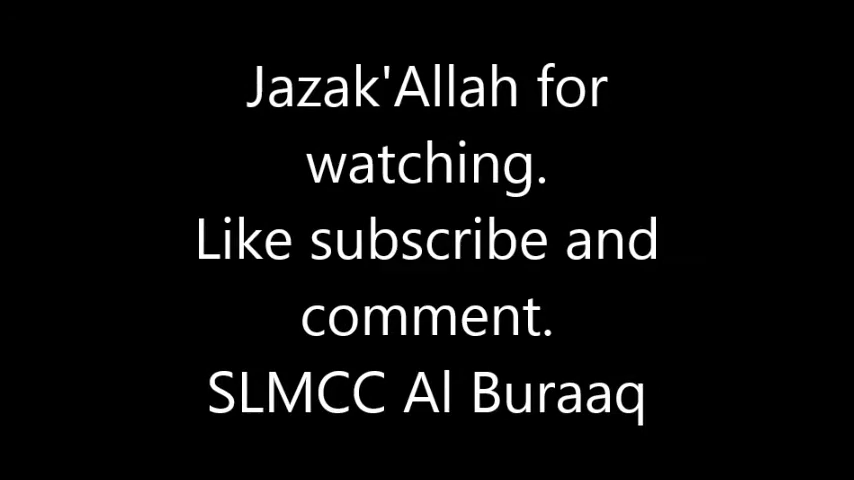 Jazak'Allah for
watching.
Like subscribe and
comment.
SLMCC Al Buraaq